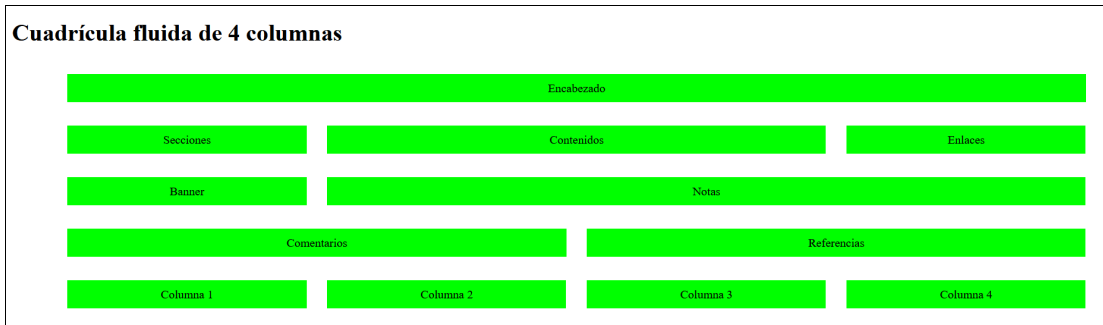 Cuadrícula fluida de 4 columnas
Encabezado
Secciones Contenidos Enlaces
Banner Notas
Comentarios Referencias
Columna 1 Columna 2 Columna 3 Columna 4